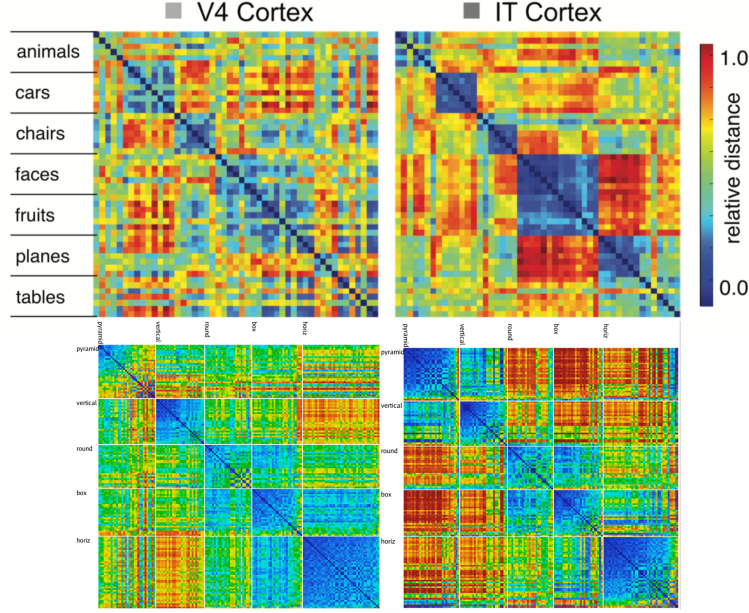 V4 Cortex
IT Cortex
animals
cars
chairs
faces
fruits
planes
tables
1.0
relative distance
0.0
pyramid vertical round box horiz
pyramid
vertical
round
box
horiz
pyramid vertical round box horiz
pyramid
vertical
round
box
horiz